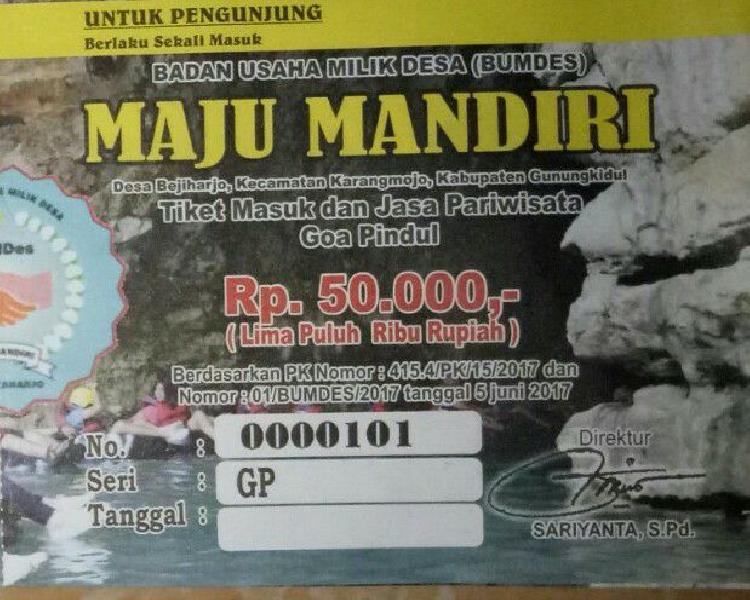 UNTUK PENGUNJUNG
Berlaku Sekali Masuk
BADAN USAHA MILIK DESA (BUMDES)
MAJU MANDIRI
Desa Bejiharjo, Kecamatan Karangmojo, Kabupaten Gunungkidul
Tiket Masuk dan Jasa Pariwisata
Goa Pindul
Rp. 50.000,-
( Lima Puluh Ribu Rupiah )
Berdasarkan PK Nomor : 415.4/PK/15/2017 dan
Nomor : 01/BUMDES/2017 tanggal 5 juni 2017
No. : 0000101
Seri : GP
Tanggal :
Direktur
SARIYANTA, S.Pd.
MILIK DESA